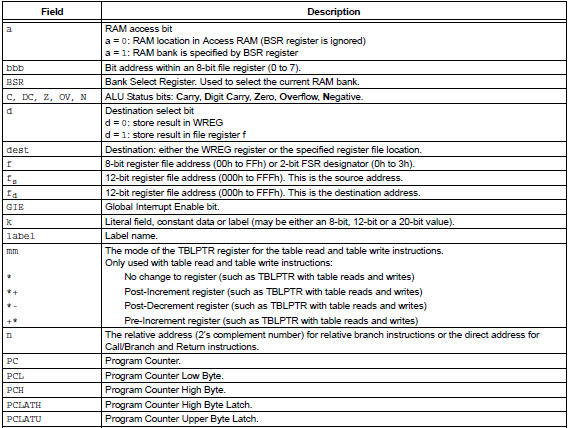 Field Description
a RAM access bit
a = 0: RAM location in Access RAM (BSR register is ignored)
a = 1: RAM bank is specified by BSR register
bbb Bit address within an 8-bit file register (0 to 7).
BSR Bank Select Register. Used to select the current RAM bank.
C, DC, Z, OV, N ALU Status bits: Carry, Digit Carry, Zero, Overflow, Negative.
d Destination select bit
d = 0: store result in WREG
d = 1: store result in file register f
dest Destination: either the WREG register or the specified register file location.
f 8-bit register file address (00h to FFh) or 2-bit FSR designator (0h to 3h).
fs 12-bit register file address (000h to FFFh). This is the source address.
fd 12-bit register file address (000h to FFFh). This is the destination address.
GIE Global Interrupt Enable bit.
k Literal field, constant data or label (may be either an 8-bit, 12-bit or a 20-bit value).
label Label name.
mm The mode of the TBLPTR register for the table read and table write instructions.
Only used with table read and table write instructions:
* No change to register (such as TBLPTR with table reads and writes)
*+ Post-Increment register (such as TBLPTR with table reads and writes)
*- Post-Decrement register (such as TBLPTR with table reads and writes)
+* Pre-Increment register (such as TBLPTR with table reads and writes)
n The relative address (2's complement number) for relative branch instructions or the direct address for
Call/Branch and Return instructions.
PC Program Counter.
PCL Program Counter Low Byte.
PCH Program Counter High Byte.
PCLATH Program Counter High Byte Latch.
PCLATU Program Counter Upper Byte Latch.